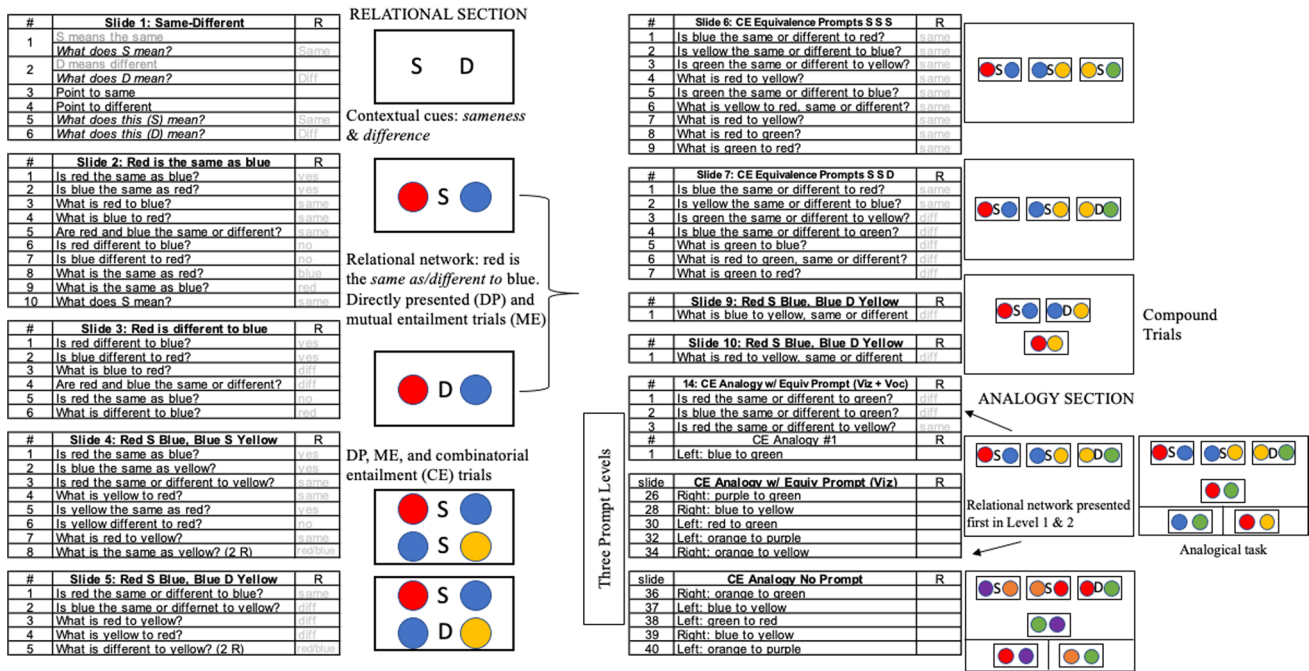 # Slide 1: Same-Different R
1 S means the same
What does S mean? Same
2 D means different
What does D mean? Diff
3 Point to same
4 Point to different
5 What does this (S) mean? Same
6 What does this (D) mean? Diff
# Slide 2: Red is the same as blue R
1 Is red the same as blue? yes
2 Is blue the same as red? yes
3 What is red to blue? same
4 What is blue to red? same
5 Are red and blue the same or different? same
6 Is red different to blue? no
7 Is blue different to red? no
8 What is the same as red? blue
9 What is the same as blue? red
10 What does S mean? same
# Slide 3: Red is different to blue R
1 Is red different to blue? yes
2 Is blue different to red? yes
3 What is blue to red? diff
4 Are red and blue the same or different? diff
5 Is red the same as blue? no
6 What is different to blue? red
# Slide 4: Red S Blue, Blue S Yellow R
1 Is red the same as blue? yes
2 Is blue the same as yellow? yes
3 Is red the same or different to yellow? same
4 What is yellow to red? same
5 Is yellow the same as red? yes
6 Is yellow different to red? no
7 What is red to yellow? same
8 What is the same as yellow? (2 R) red/blue
# Slide 5: Red S Blue, Blue D Yellow R
1 Is red the same or different to blue? same
2 Is blue the same or differnet to yellow? diff
3 What is red to yellow? diff
4 What is yellow to red? diff
5 What is different to yellow? (2 R) red/blue
RELATIONAL SECTION
S D
Contextual cues: sameness
& difference
S
Relational network: red is
the same as/different to blue.
Directly presented (DP) and
mutual entailment trials (ME)
D
DP, ME, and combinatorial
entailment (CE) trials
S
S
S
D
# Slide 6: CE Equivalence Prompts S S S R
1 Is blue the same or different to red? same
2 Is yellow the same or different to blue? same
3 Is green the same or different to yellow? same
4 What is red to yellow? same
5 Is green the same or different to blue? same
6 What is yellow to red, same or different? same
7 What is red to yellow? same
8 What is red to green? same
9 What is green to red? same
S S S
# Slide 7: CE Equivalence Prompts S S D R
1 Is blue the same or different to red? same
2 Is yellow the same or different to blue? same
3 Is green the same or different to yellow? diff
4 Is blue the same or different to green? diff
5 What is green to blue? diff
6 What is red to green, same or different? diff
7 What is green to red? diff
S S D
# Slide 9: Red S Blue, Blue D Yellow R
1 What is blue to yellow, same or different diff
# Slide 10: Red S Blue, Blue D Yellow R
1 What is red to yellow, same or different diff
S D
Compound
Trials
Three Prompt Levels
# 14: CE Analogy w/ Equiv Prompt (Viz + Voc) R
1 Is red the same or different to green? diff
2 Is blue the same or different to green? diff
3 Is red the same or different to yellow? same
# CE Analogy #1 R
1 Left: blue to green
slide CE Analogy w/ Equiv Prompt (Viz) R
26 Right: purple to green
28 Right: blue to yellow
30 Left: red to green
32 Left: orange to purple
34 Right: orange to yellow
slide CE Analogy No Prompt R
36 Right: orange to green
37 Left: blue to yellow
38 Left: green to red
39 Right: blue to yellow
40 Left: orange to purple
ANALOGY SECTION
S S D
Relational network presented
first in Level 1 & 2
S S D
Analogical task
S S D